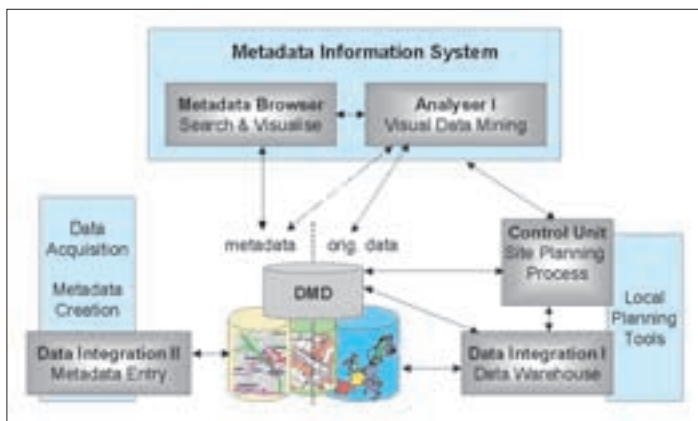 Metadata Information System
Metadata Browser
Search & Visualise
Analyser I
Visual Data Mining
metadata
orig. data
Data
Acquisition
Metadata
Creation
DMD
Control Unit
Site Planning
Process
Local
Planning
Tools
Data Integration II
Metadata Entry
Data Integration I
Data Warehouse